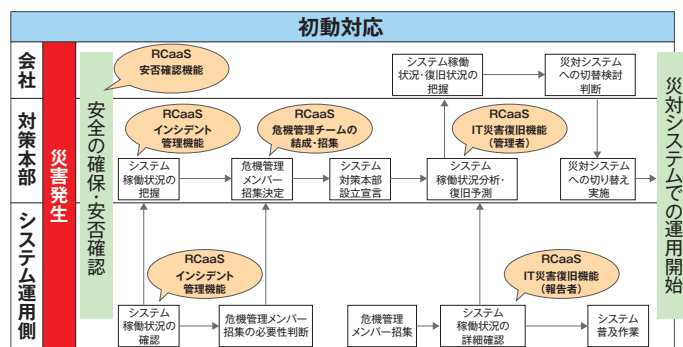 初動対応
会社
対策本部
システム運用側
災害発生
安全の確保・安否確認
RCaaS
安否確認機能
システム稼働
状況・復旧状況の
把握
災対システム
への切替検討
判断
RCaaS
インシデント
管理機能
RCaaS
危機管理チームの
結成・招集
RCaaS
IT災害復旧機能
(管理者)
システム
稼働状況の
把握
危機管理
メンバー
招集決定
システム
対策本部
設立宣言
システム
稼働状況分析・
復旧予測
災対システム
への切り替え
実施
RCaaS
インシデント
管理機能
RCaaS
IT災害復旧機能
(報告者)
システム
稼働状況の
確認
危機管理メンバー
招集の必要性判断
危機管理
メンバー招集
システム
稼働状況の
詳細確認
システム
普及作業
災対システムでの運用開始